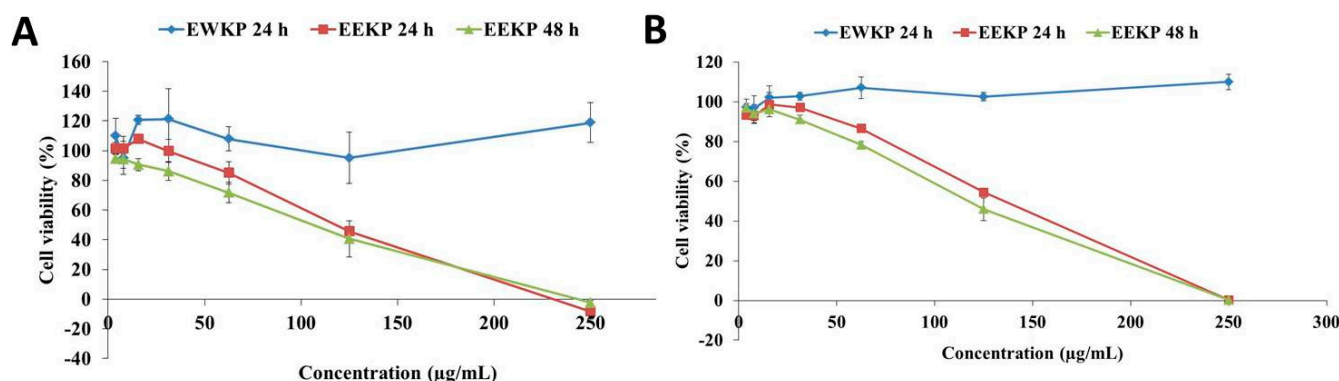 A
EWKP 24 h EEKP 24 h EEKP 48 h
160
140
120
100
80
60
40
20
0
-20
-40
Cell viability (%)
0 50 100 150 200 250
Concentration (µg/mL)
B
EWKP 24 h EEKP 24 h EEKP 48 h
120
100
80
60
40
20
0
-20
Cell viability (%)
0 50 100 150 200 250 300
Concentration (µg/mL)